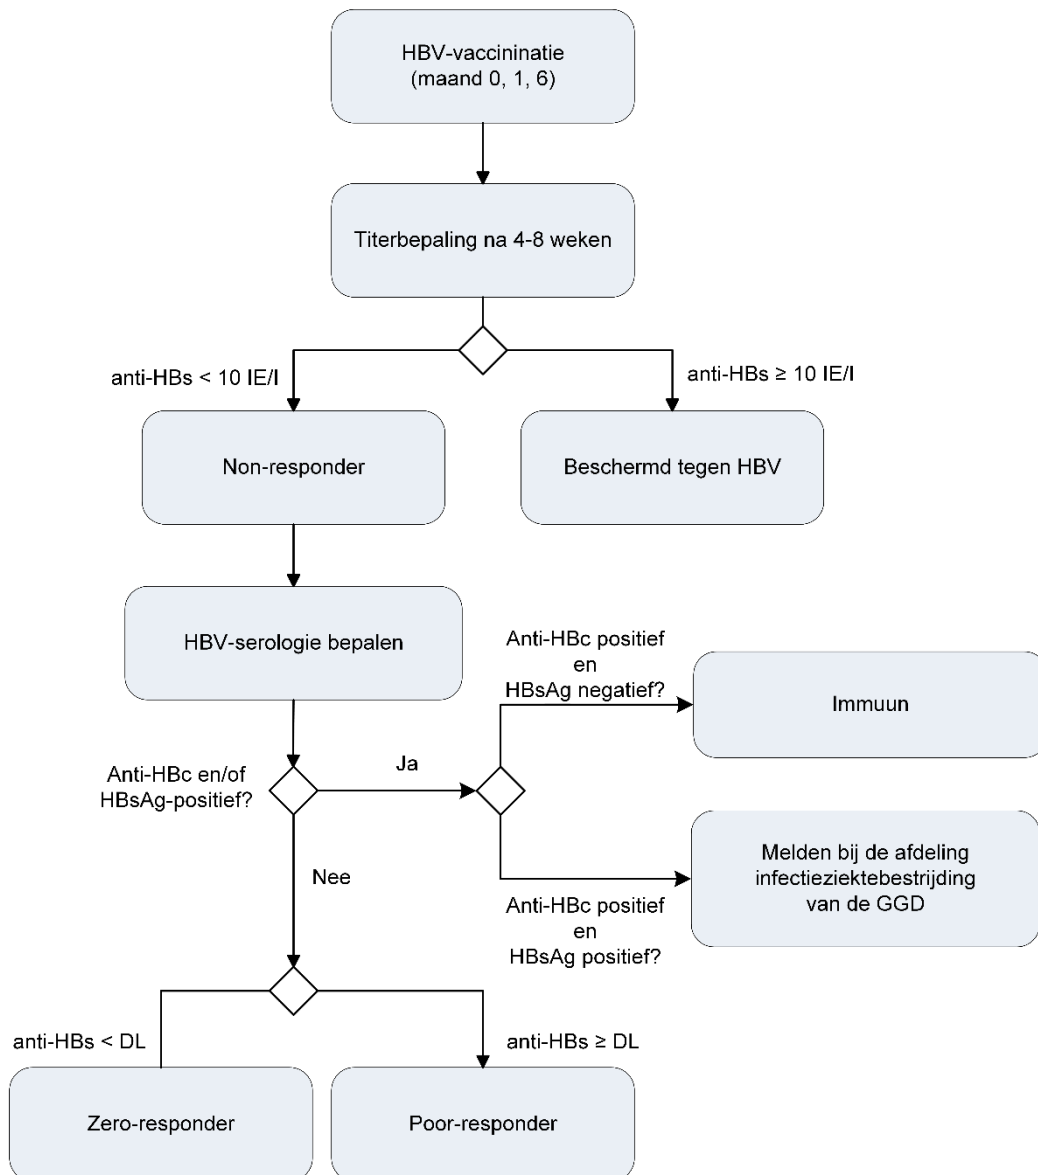 HBV-vaccininatie
(maand 0, 1, 6)
Titerbepaling na 4-8 weken
anti-HBs < 10 IE/l
anti-HBs ≥ 10 IE/l
Non-responder
Beschermd tegen HBV
HBV-serologie bepalen
Anti-HBc positief
en
HBsAg negatief?
Immuun
Anti-HBc en/of
HBsAg-positief?
Ja
Nee
Anti-HBc positief
en
HBsAg positief?
Melden bij de afdeling
infectieziektebestrijding
van de GGD
anti-HBs < DL
anti-HBs ≥ DL
Zero-responder
Poor-responder